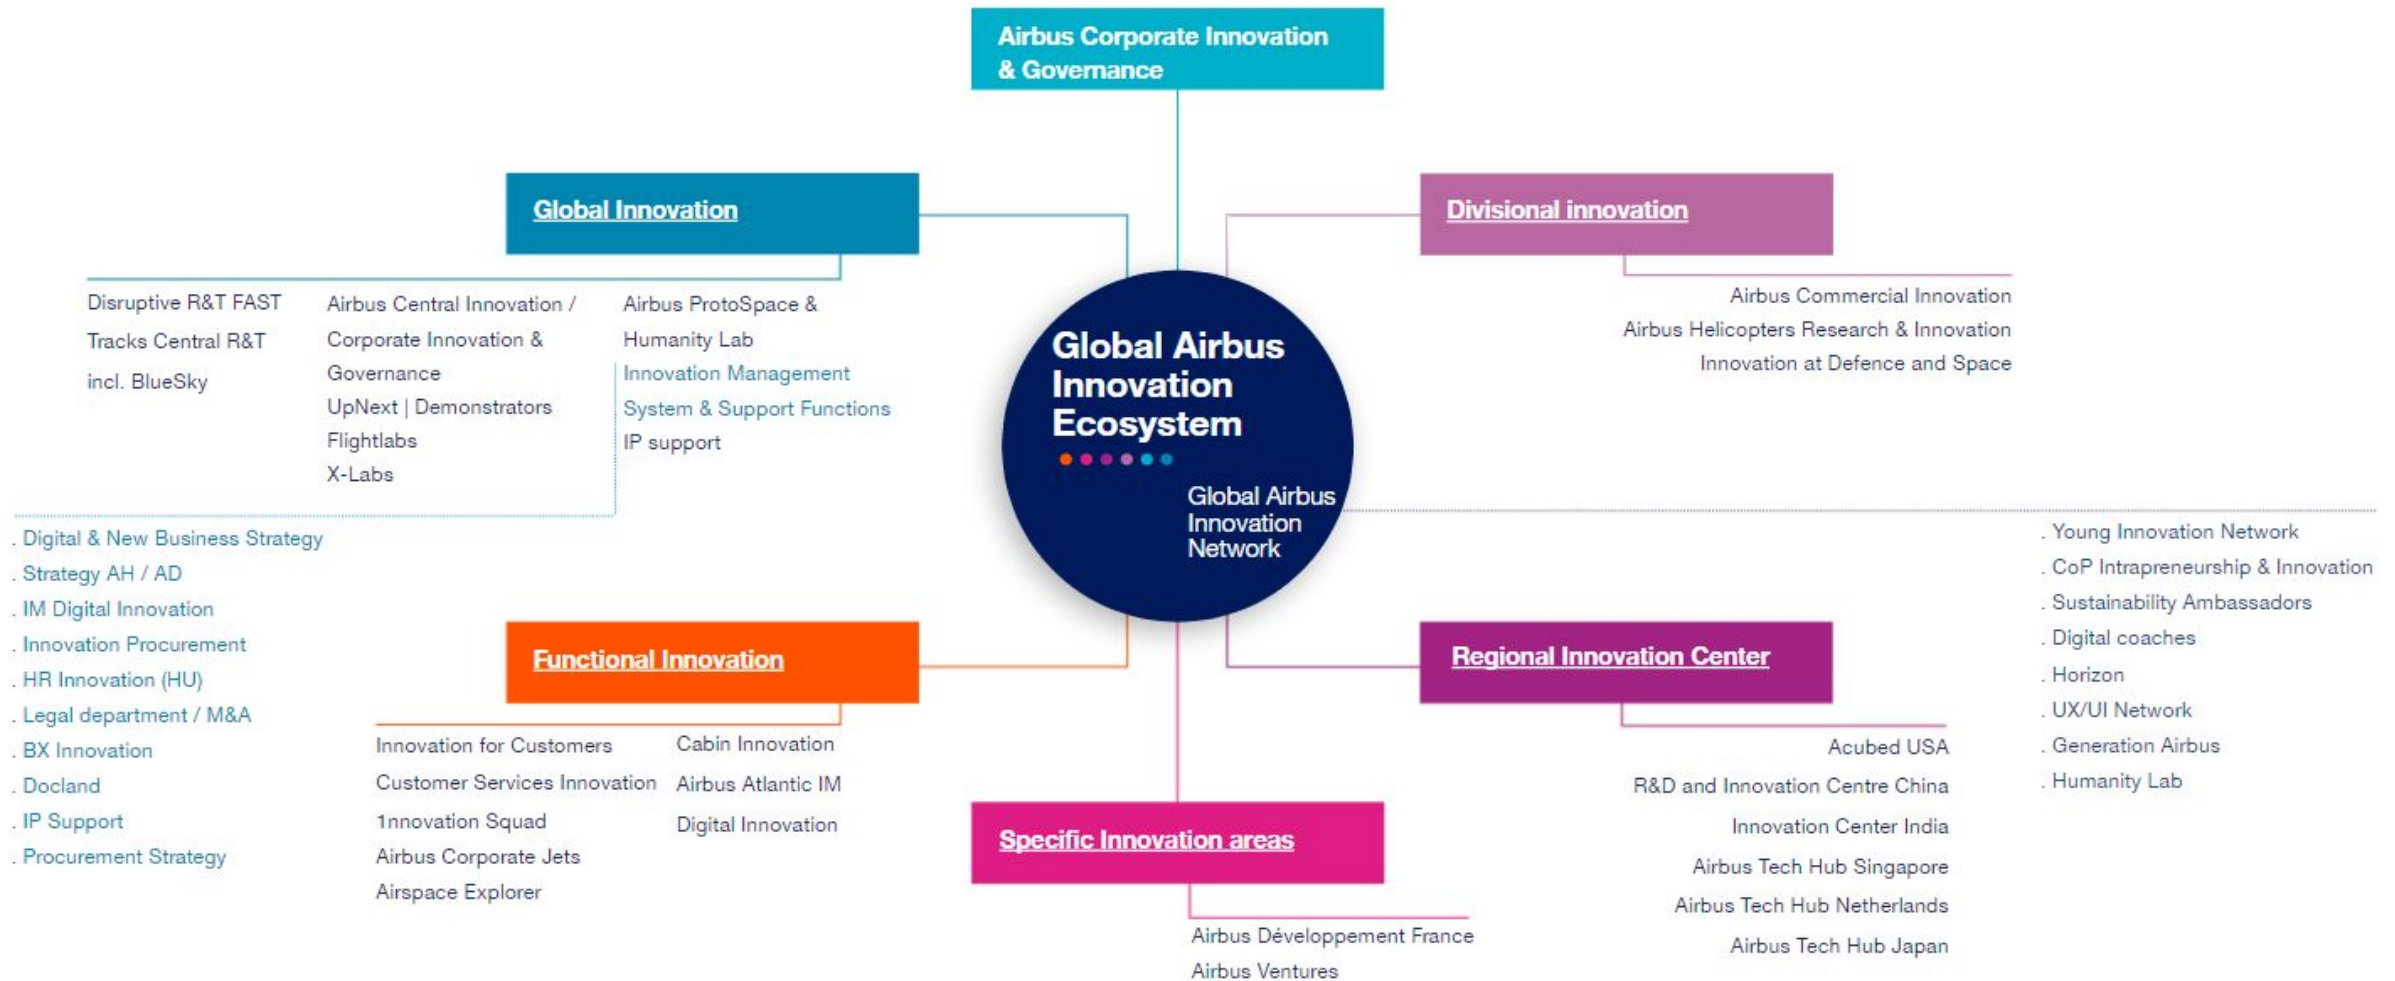 Airbus Corporate Innovation
& Governance
Global Innovation
Divisional innovation
Disruptive R&T FAST
Tracks Central R&T
incl. BlueSky
Airbus Central Innovation /
Corporate Innovation &
Governance
UpNext | Demonstrators
Flightlabs
X-Labs
Airbus ProtoSpace &
Humanity Lab
Innovation Management
System & Support Functions
IP support
Airbus Commercial Innovation
Airbus Helicopters Research & Innovation
Innovation at Defence and Space
Global Airbus
Innovation
Ecosystem
Global Airbus
Innovation
Network
. Digital & New Business Strategy
. Strategy AH / AD
. IM Digital Innovation
. Innovation Procurement
. HR Innovation (HU)
. Legal department / M&A
. BX Innovation
. Docland
. IP Support
. Procurement Strategy
. Young Innovation Network
. CoP Intrapreneurship & Innovation
. Sustainability Ambassadors
. Digital coaches
. Horizon
. UX/UI Network
. Generation Airbus
. Humanity Lab
Functional Innovation
Innovation for Customers
Customer Services Innovation
1nnovation Squad
Airbus Corporate Jets
Airspace Explorer
Cabin Innovation
Airbus Atlantic IM
Digital Innovation
Specific Innovation areas
Airbus Développement France
Airbus Ventures
Regional Innovation Center
Acubed USA
R&D and Innovation Centre China
Innovation Center India
Airbus Tech Hub Singapore
Airbus Tech Hub Netherlands
Airbus Tech Hub Japan